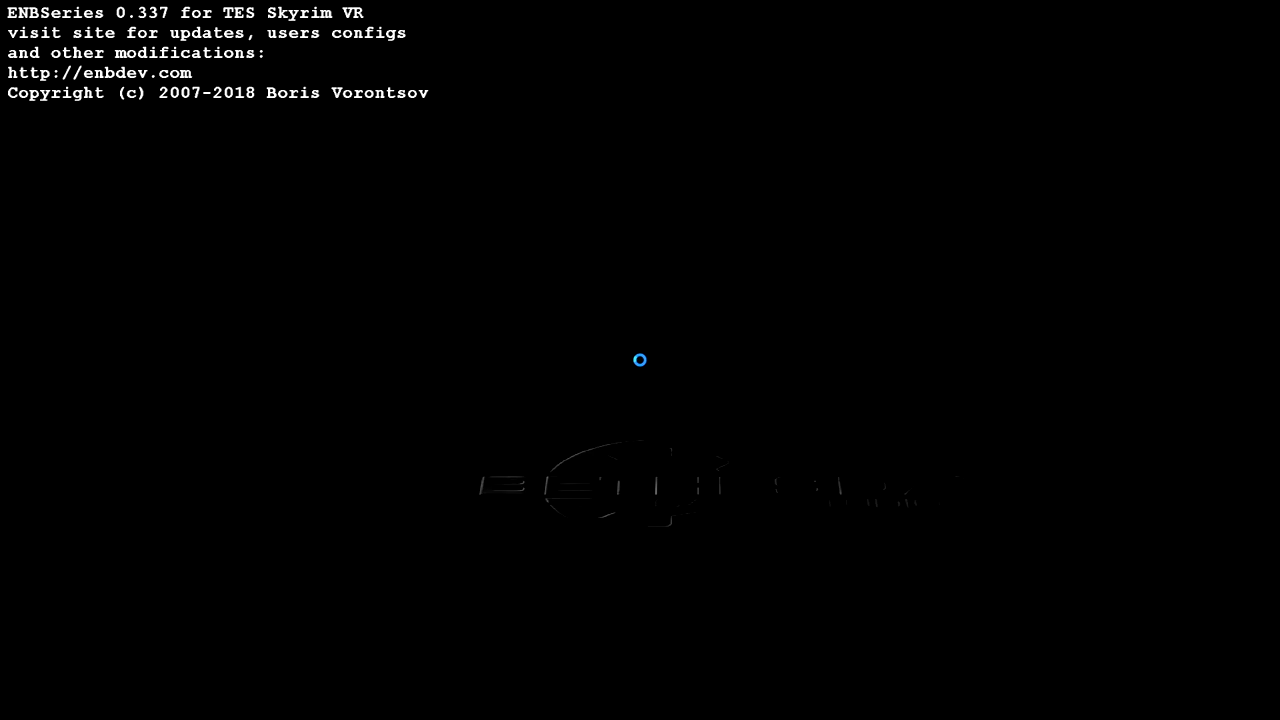 ENBSeries 0.337 for TES Skyrim VR
visit site for updates, users configs
and other modifications:
http://enbdev.com
Copyright (c) 2007-2018 Boris Vorontsov